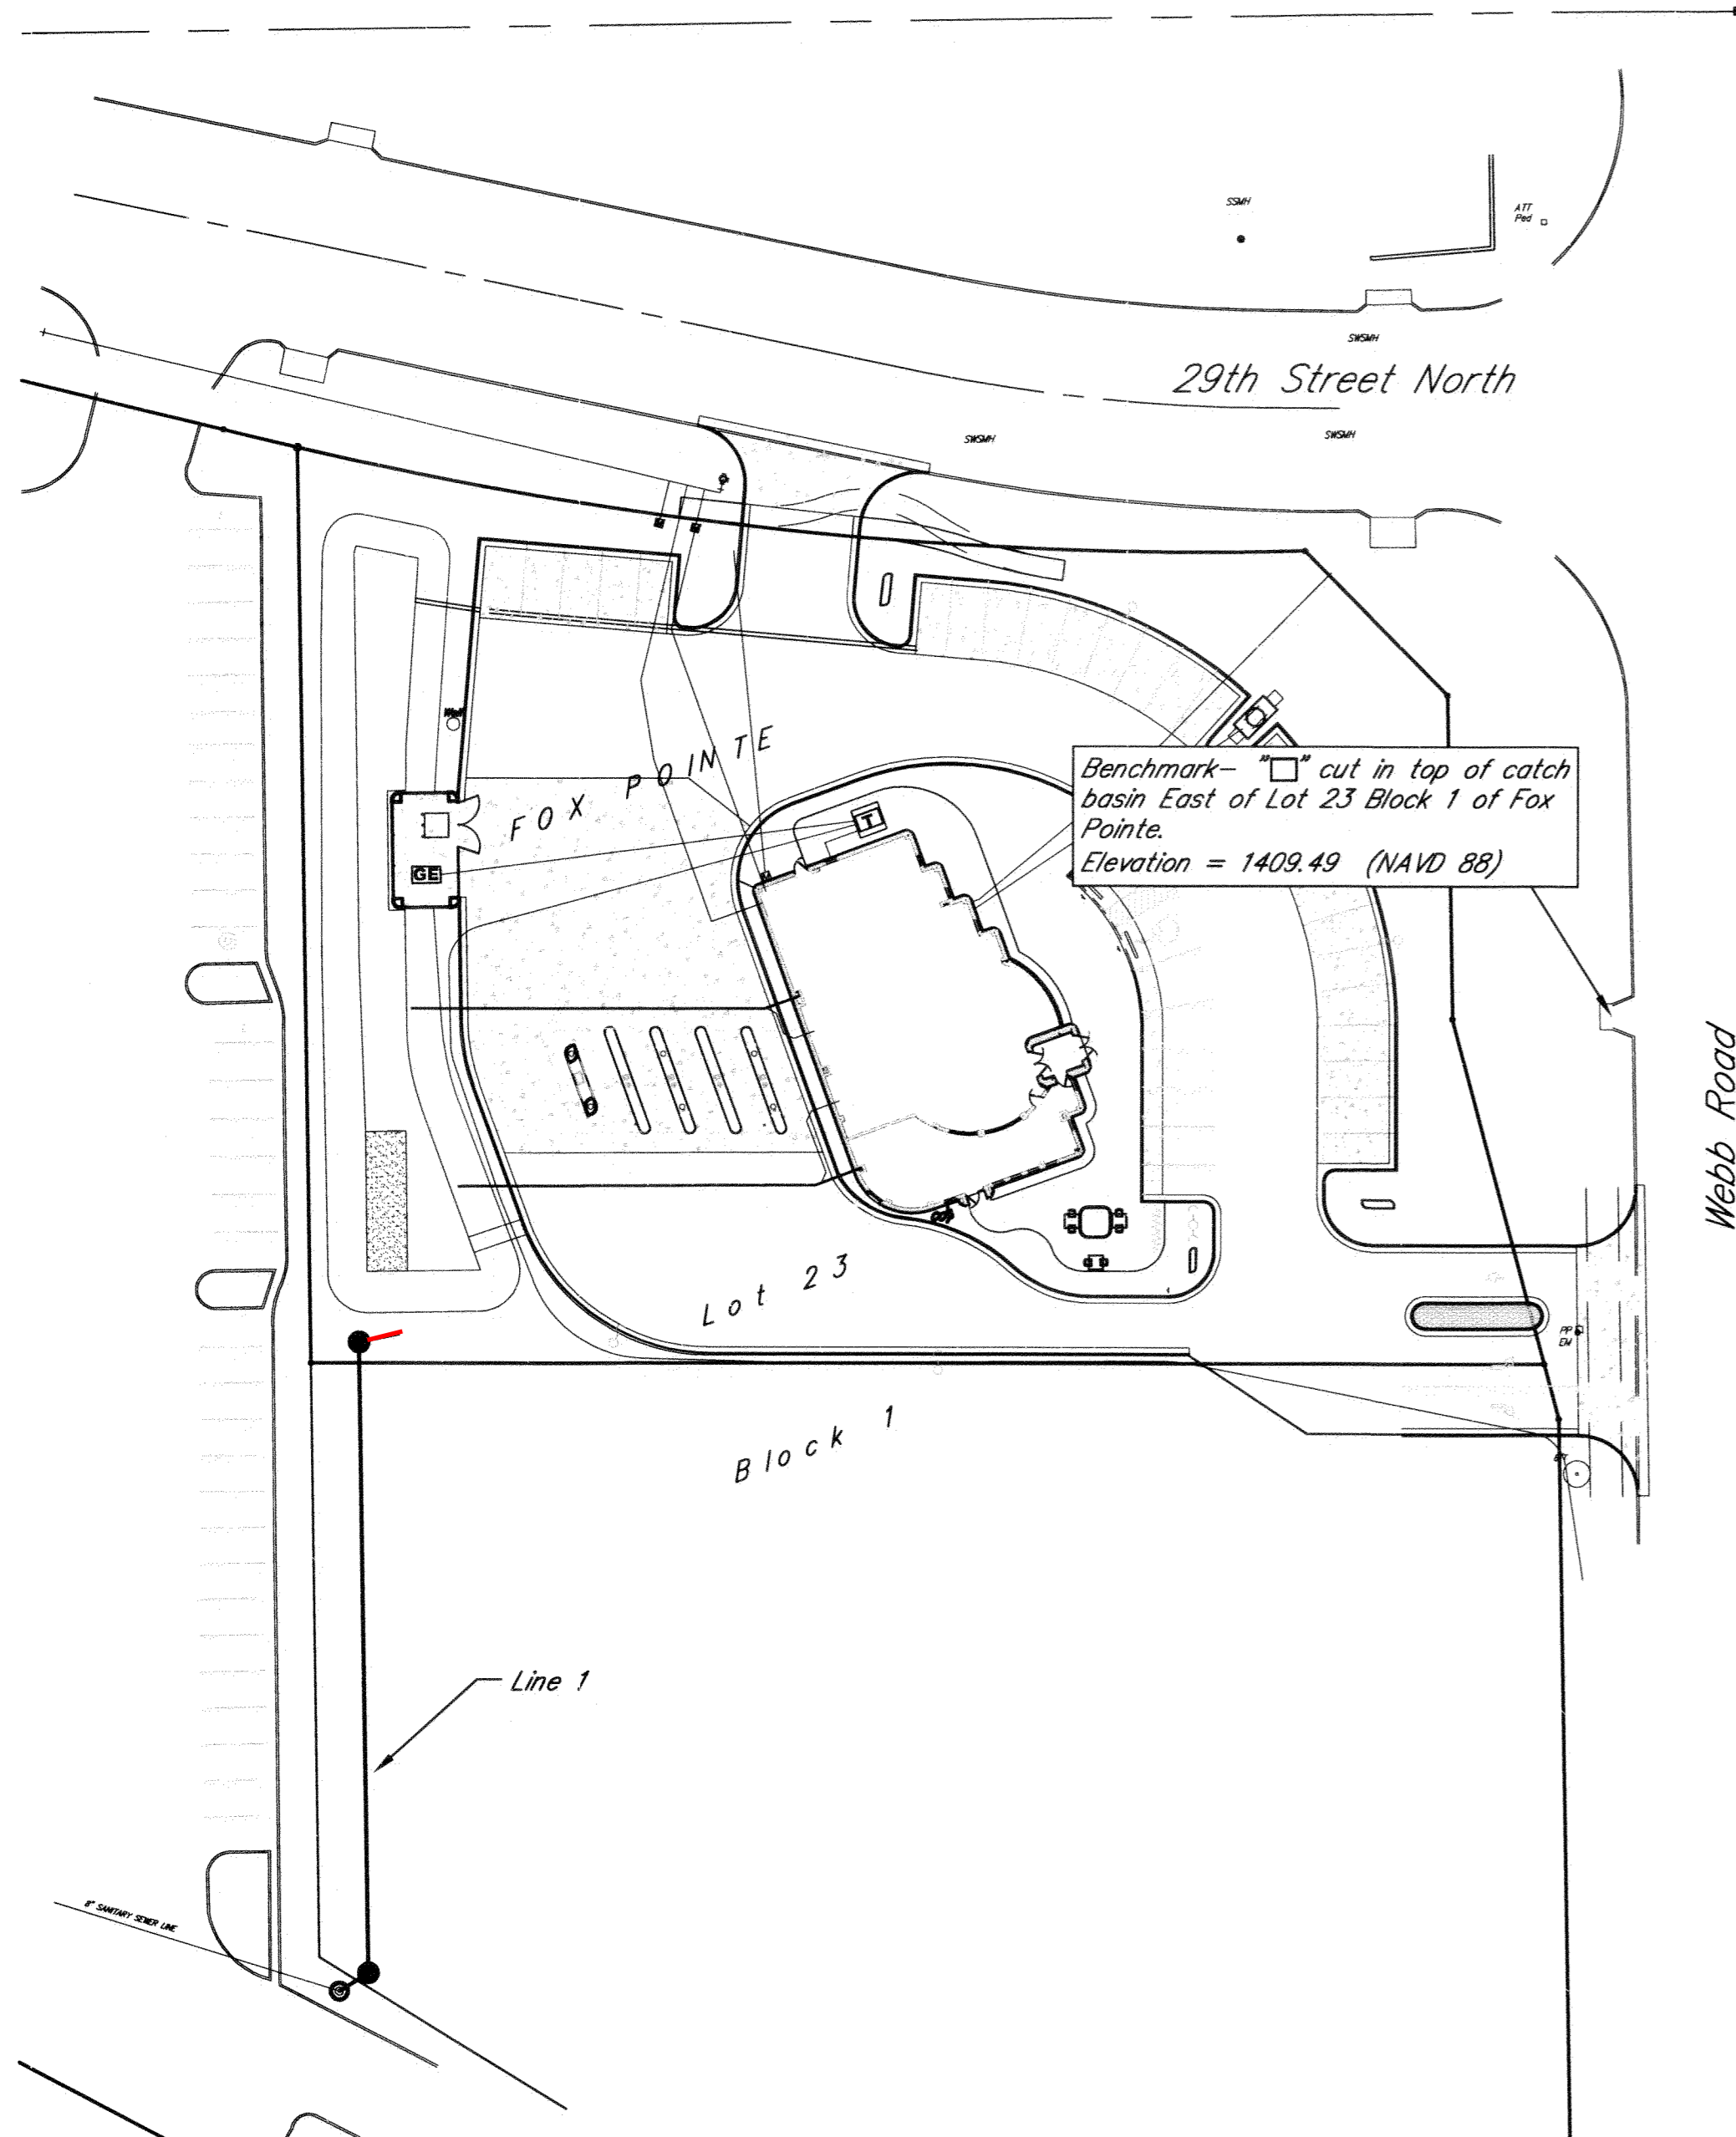 SSMH
ATT
Ped
SWSMH
29th Street North
SWSMH
SWSMH
Well
FOX POINTE
Benchmark- "□" cut in top of catch
basin East of Lot 23 Block 1 of Fox
Pointe.
Elevation = 1409.49 (NAVD 88)
T
GE
Webb Road
Lot 23
PP
EM
Block 1
Line 1
8" SANITARY SEWER LINE